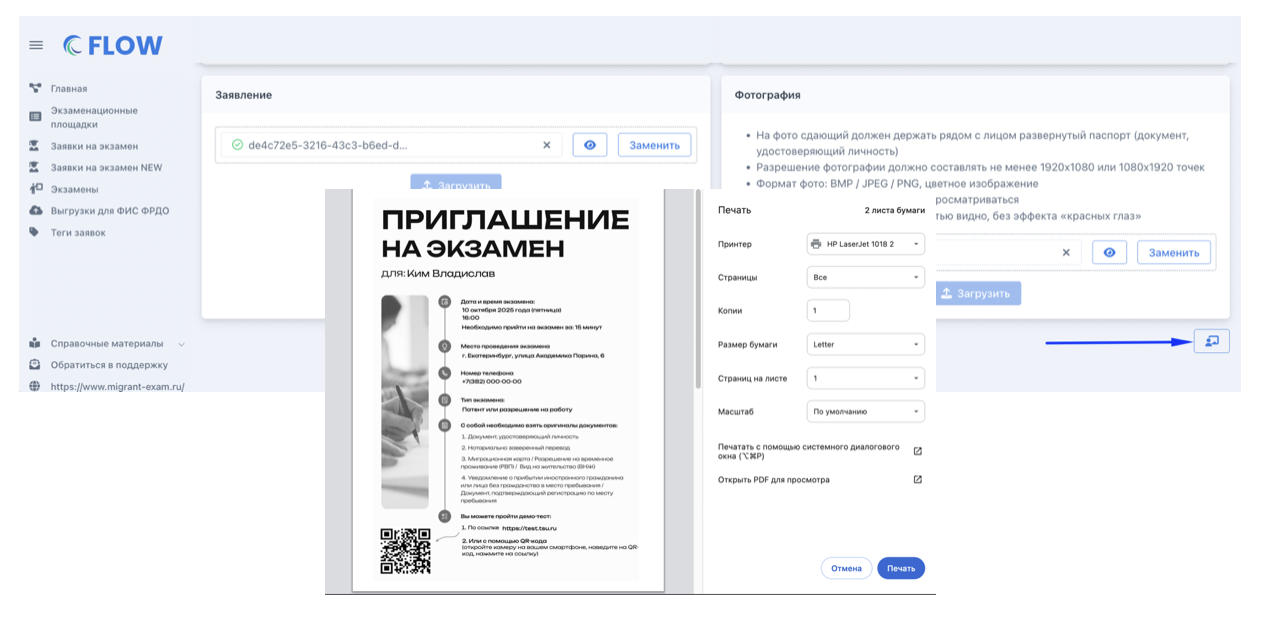 FLOW
Главная
Экзаменационные
площадки
Заявки на экзамен
Заявки на экзамен NEW
Экзамены
Выгрузки для ФИС ФРДО
Теги заявок
Справочные материалы
Обратиться в поддержку
https://www.migrant-exam.ru/
Заявление
de4c72e5-3216-43c3-b6ed-d...
Заменить
Загрузить
Фотография
• На фото сдающий должен держать рядом с лицом развернутый паспорт (документ,
удостоверяющий личность)
• Разрешение фотографии должно составлять не менее 1920x1080 или 1080x1920 точек
• Формат фото: BMP / JPEG / PNG, цветное изображение
росматриваться
тью видно, без эффекта «красных глаз»
Заменить
Загрузить
ПРИГЛАШЕНИЕ
НА ЭКЗАМЕН
для: Ким Владислав
Дата и время экзамена:
10 октября 2025 года (пятница)
16:00
Необходимо прийти на экзамен за: 15 минут
Место проведения экзамена
г. Екатеринбург, улица Академика Парина, 6
Номер телефона
+7(382) 000-00-00
Тип экзамена:
Патент или разрешение на работу
С собой необходимо взять оригиналы документов:
1. Документ, удостоверяющий личность
2. Нотариально заверенный перевод
3. Миграционная карта / Разрешение на временное
проживание (РВП) / Вид на жительство (ВНЖ)
4. Уведомление о прибытии иностранного гражданина
или лица без гражданства в место пребывания /
Документ, подтверждающий регистрацию по месту
пребывания
Вы можете пройти демо-тест:
1. По ссылке https://test.tsu.ru
2. Или с помощью QR-кода
(откройте камеру на вашем смартфоне, наведите на QR-
код, нажмите на ссылку)
Печать
2 листа бумаги
Принтер
HP LaserJet 1018 2
Страницы
Все
Копии
1
Размер бумаги
Letter
Страниц на листе
1
Масштаб
По умолчанию
Печатать с помощью системного диалогового
окна (⌥⌘P)
Открыть PDF для просмотра
Отмена
Печать